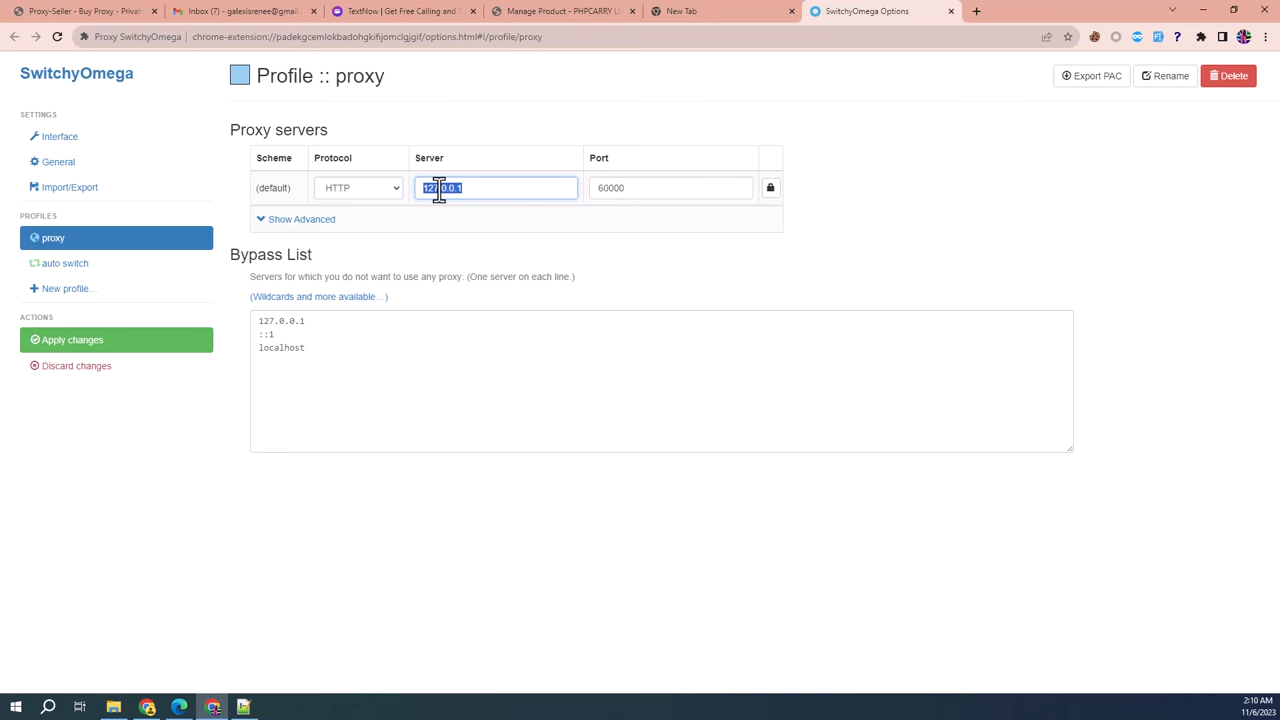 Proxy-Seller - Buy Proxy - Privat
Inbox (7) - galexisrenee@gmail.
TextNow | Get Free Calling and T
Manage Product - PHPCARRY L
New Tab
SwitchyOmega Options
Proxy SwitchyOmega
chrome-extension://padekgcemlokbadohgkifijomclgjgif/options.html#!/profile/proxy
SwitchyOmega
Profile :: proxy
Export PAC
Rename
Delete
SETTINGS
Interface
General
Import/Export
PROFILES
proxy
auto switch
New profile…
ACTIONS
Apply changes
Discard changes
Proxy servers
Scheme Protocol Server Port
(default) HTTP 127.0.0.1 60000
Show Advanced
Bypass List
Servers for which you do not want to use any proxy: (One server on each line.)
(Wildcards and more available…)
127.0.0.1
::1
localhost
2:10 AM
11/6/2023